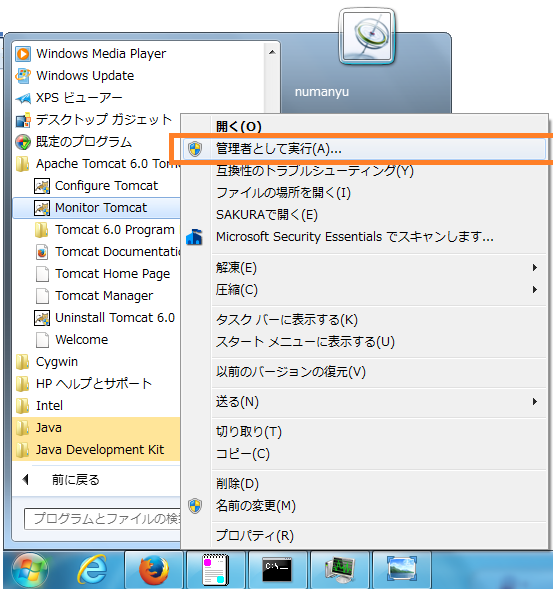 Windows Media Player
Windows Update
XPS ビューアー
デスクトップ ガジェット
既定のプログラム
Apache Tomcat 6.0 Tom
Configure Tomcat
Monitor Tomcat
Tomcat 6.0 Program
Tomcat Documentatio
Tomcat Home Page
Tomcat Manager
Uninstall Tomcat 6.0
Welcome
Cygwin
HP ヘルプとサポート
Intel
Java
Java Development Kit
前に戻る
プログラムとファイルの検索
numanyu
開く(O)
管理者として実行(A)...
互換性のトラブルシューティング(Y)
ファイルの場所を開く(I)
SAKURAで開く(E)
Microsoft Security Essentials でスキャンします...
解凍(E)
圧縮(C)
タスク バーに表示する(K)
スタート メニューに表示する(U)
以前のバージョンの復元(V)
送る(N)
切り取り(T)
コピー(C)
削除(D)
名前の変更(M)
プロパティ(R)
C:\_